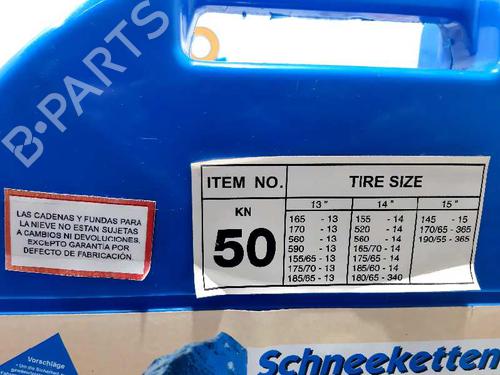 B-PARTS
LAS CADENAS Y FUNDAS PARA
LA NIEVE NO ESTAN SUJETAS
A CAMBIOS NI DEVOLUCIONES,
EXCEPTO GARANTIA POR
DEFECTO DE FABRICACIÓN.
ITEM NO.
TIRE SIZE
KN
50
13" 14" 15"
165 - 13 155 - 14 145 - 15
170 - 13 520 - 14 170/65 - 365
560 - 13 560 - 14 190/55 - 365
590 - 13 165/70 - 14
155/65 - 13 175/65 - 14
175/70 - 13 185/60 - 14
185/65 - 13 180/65 - 340
Vorschläge
Schneeketten